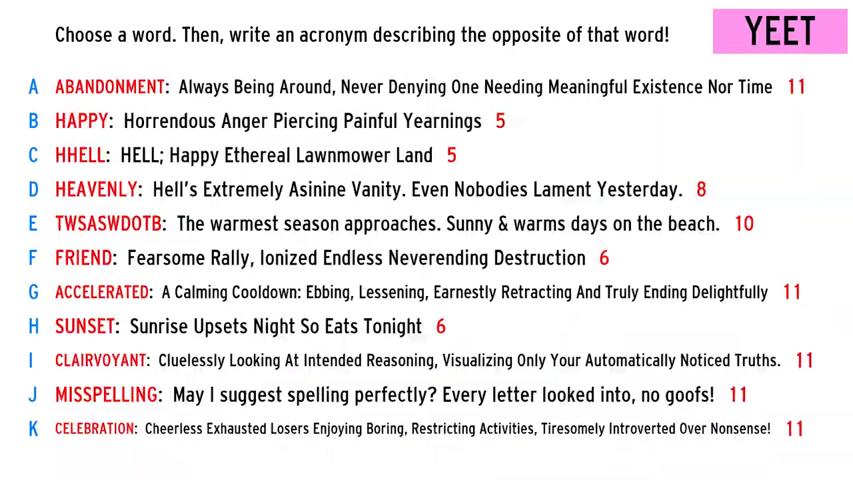 Choose a word. Then, write an acronym describing the opposite of that word!
YEET
A ABANDONMENT: Always Being Around, Never Denying One Needing Meaningful Existence Nor Time 11
B HAPPY: Horrendous Anger Piercing Painful Yearnings 5
C HHELL: HELL; Happy Ethereal Lawnmower Land 5
D HEAVENLY: Hell's Extremely Asinine Vanity. Even Nobodies Lament Yesterday. 8
E TWSASWDOTB: The warmest season approaches. Sunny & warms days on the beach. 10
F FRIEND: Fearsome Rally, Ionized Endless Neverending Destruction 6
G ACCELERATED: A Calming Cooldown: Ebbing, Lessening, Earnestly Retracting And Truly Ending Delightfully 11
H SUNSET: Sunrise Upsets Night So Eats Tonight 6
I CLAIRVOYANT: Cluelessly Looking At Intended Reasoning, Visualizing Only Your Automatically Noticed Truths. 11
J MISSPELLING: May I suggest spelling perfectly? Every letter looked into, no goofs! 11
K CELEBRATION: Cheerless Exhausted Losers Enjoying Boring, Restricting Activities, Tiresomely Introverted Over Nonsense! 11